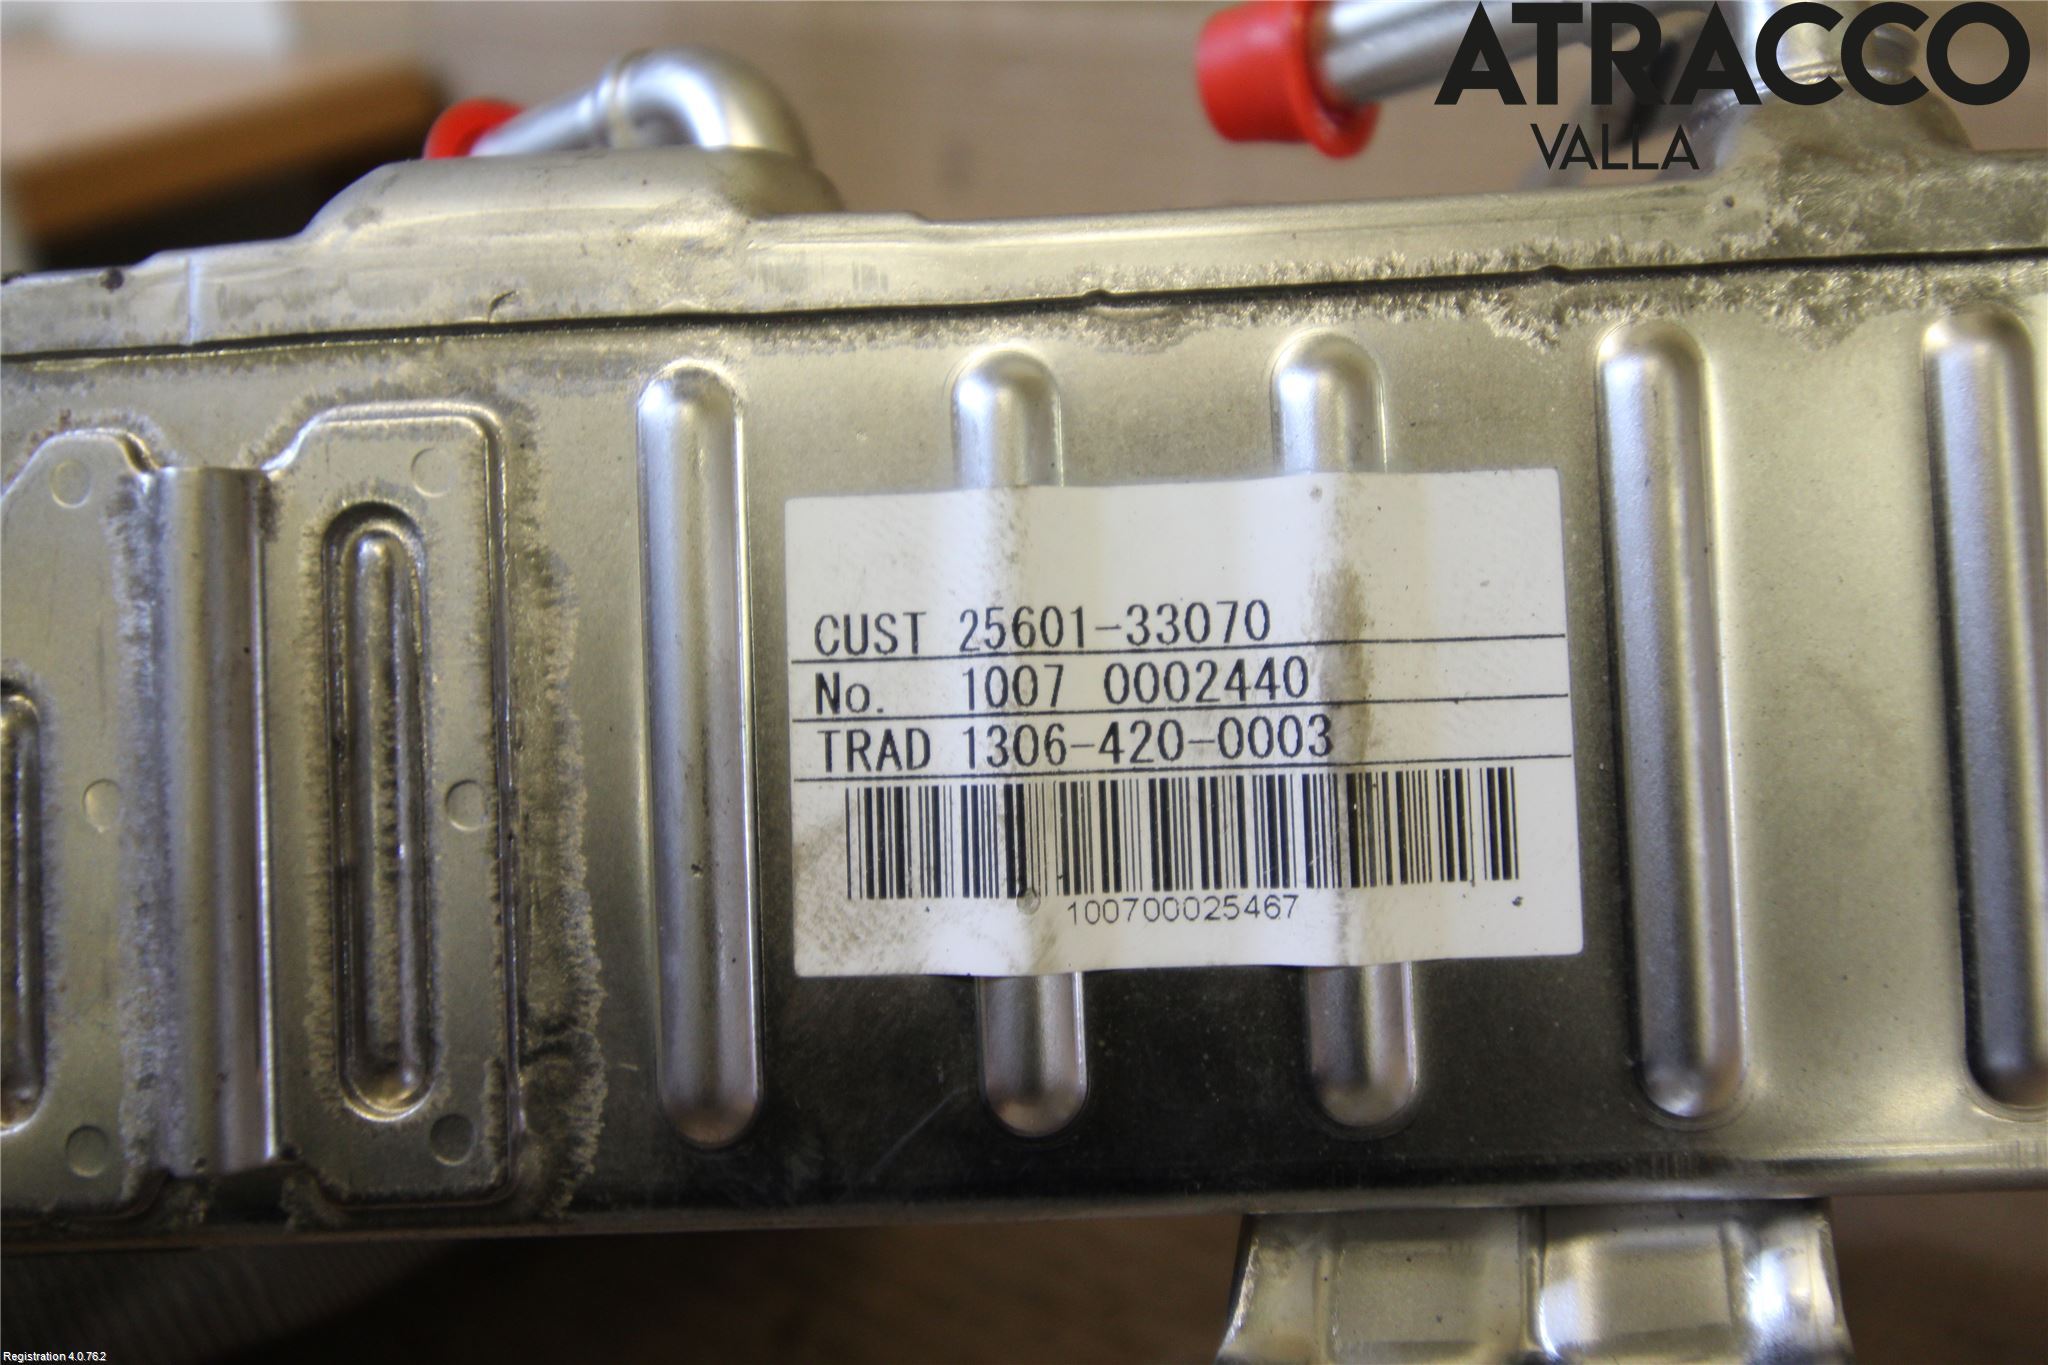 ATRACCO
VALLA
CUST 25601-33070
No. 1007 0002440
TRAD 1306-420-0003
100700025467
Registration 4.0.76.2